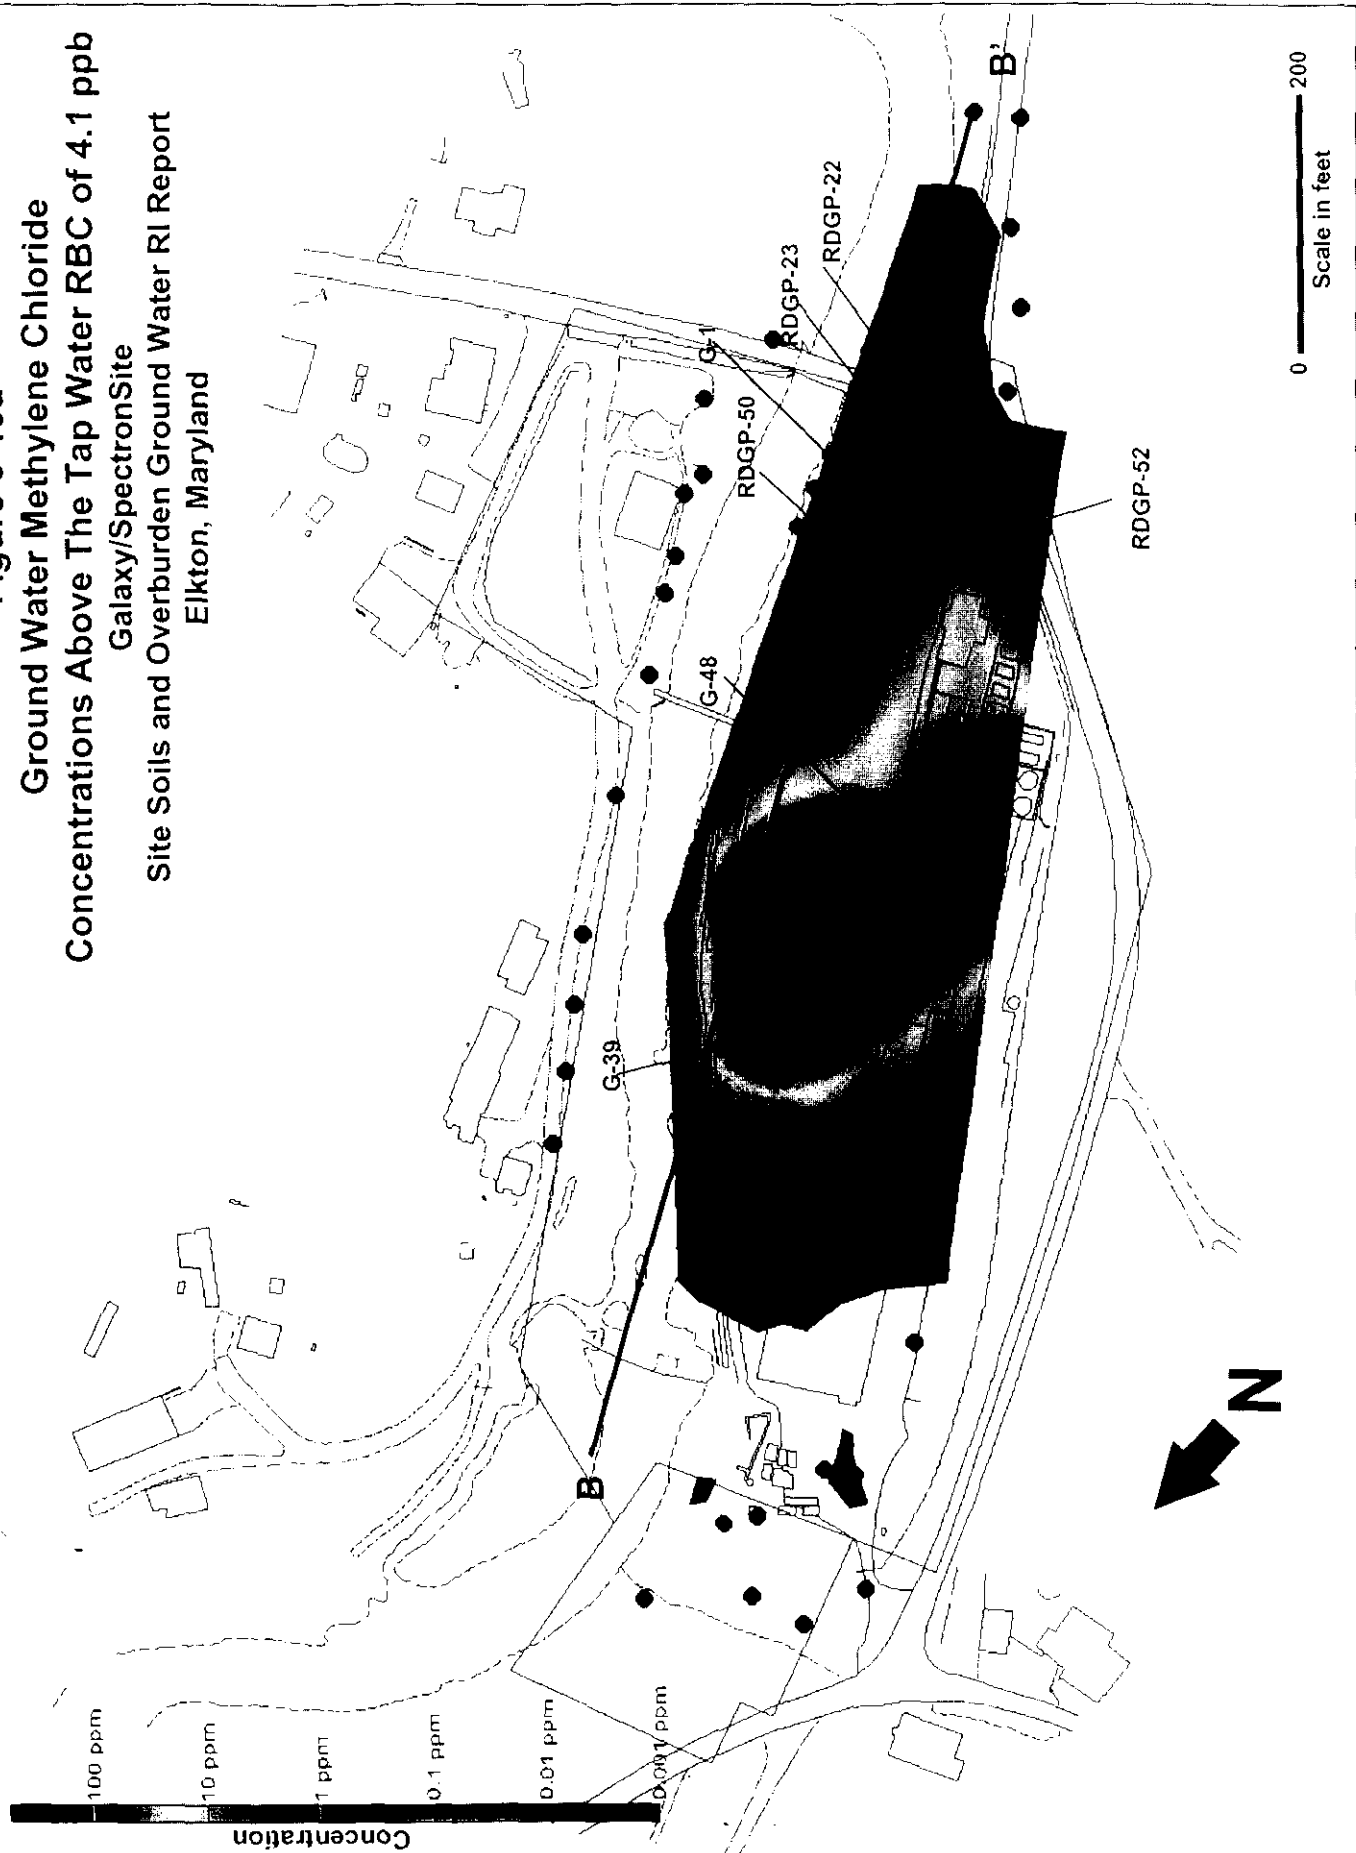 Ground Water Methylene Chloride
Concentrations Above The Tap Water RBC of 4.1 ppb
Galaxy/SpectronSite
Site Soils and Overburden Ground Water RI Report
Elkton, Maryland
100 ppm
10 ppm
1 ppm
0.1 ppm
0.01 ppm
0.001 ppm
Concentration
B
G-39
G-48
RDGP-50
G-1
RDGP-23
RDGP-22
B'
RDGP-52
N
0
200
Scale in feet